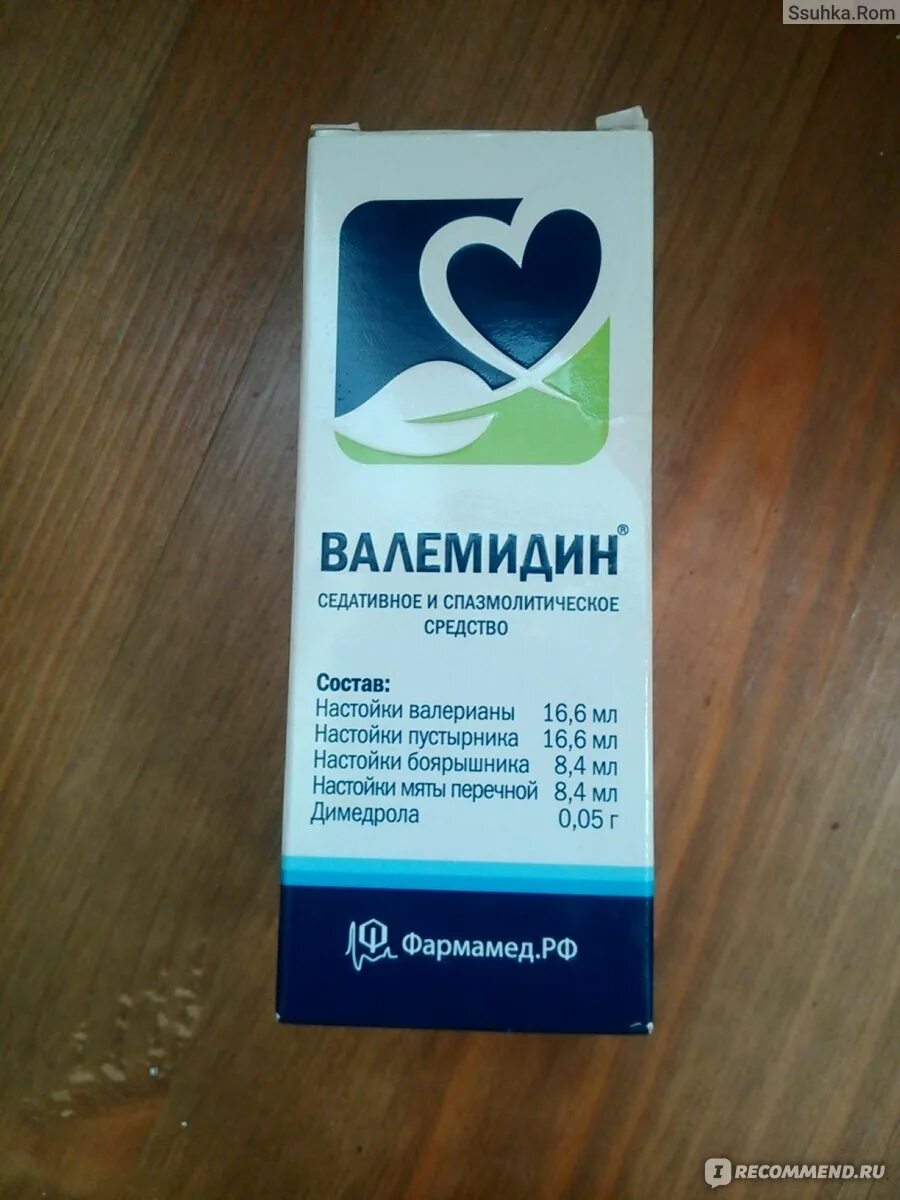 Ssuhka.Rom
ВАЛЕМИДИН®
СЕДАТИВНОЕ И СПАЗМОЛИТИЧЕСКОЕ
СРЕДСТВО
Состав:
Настойки валерианы 16,6 мл
Настойки пустырника 16,6 мл
Настойки боярышника 8,4 мл
Настойки мяты перечной 8,4 мл
Димедрола 0,05 г
Фармамед.РФ
IRECOMMEND.RU